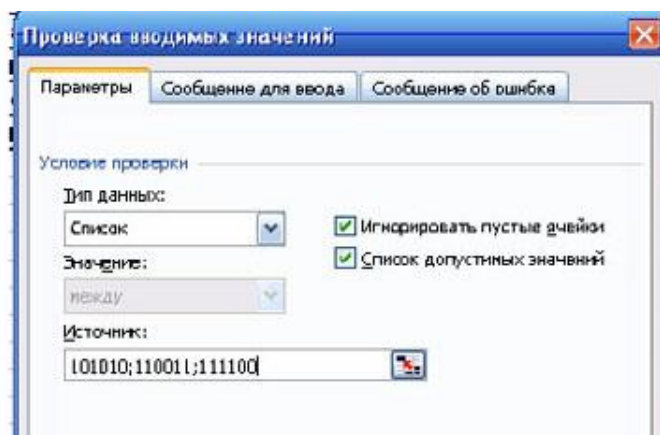 Проверка вводимых значений
Параметры Сообщение для ввода Сообщение об ошибке
Условие проверки
Тип данных:
Список
Игнорировать пустые ячейки
Значение:
Список допустимых значений
между
Источник:
101010;110011;111100